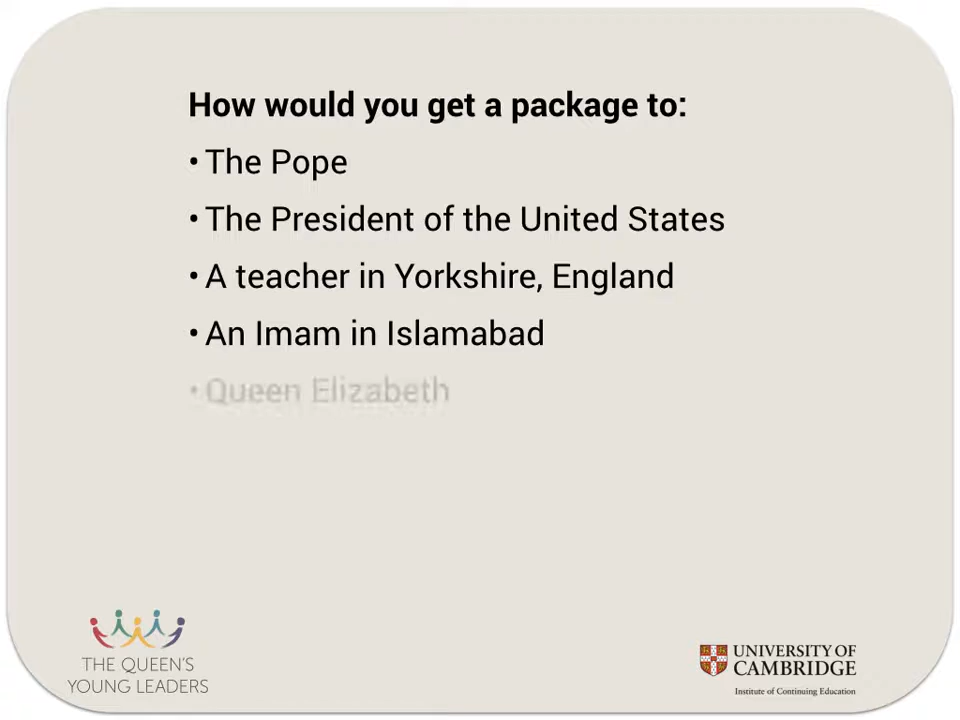 How would you get a package to:
• The Pope
• The President of the United States
• A teacher in Yorkshire, England
• An Imam in Islamabad
• Queen Elizabeth
THE QUEEN'S
YOUNG LEADERS
UNIVERSITY OF
CAMBRIDGE
Institute of Continuing Education